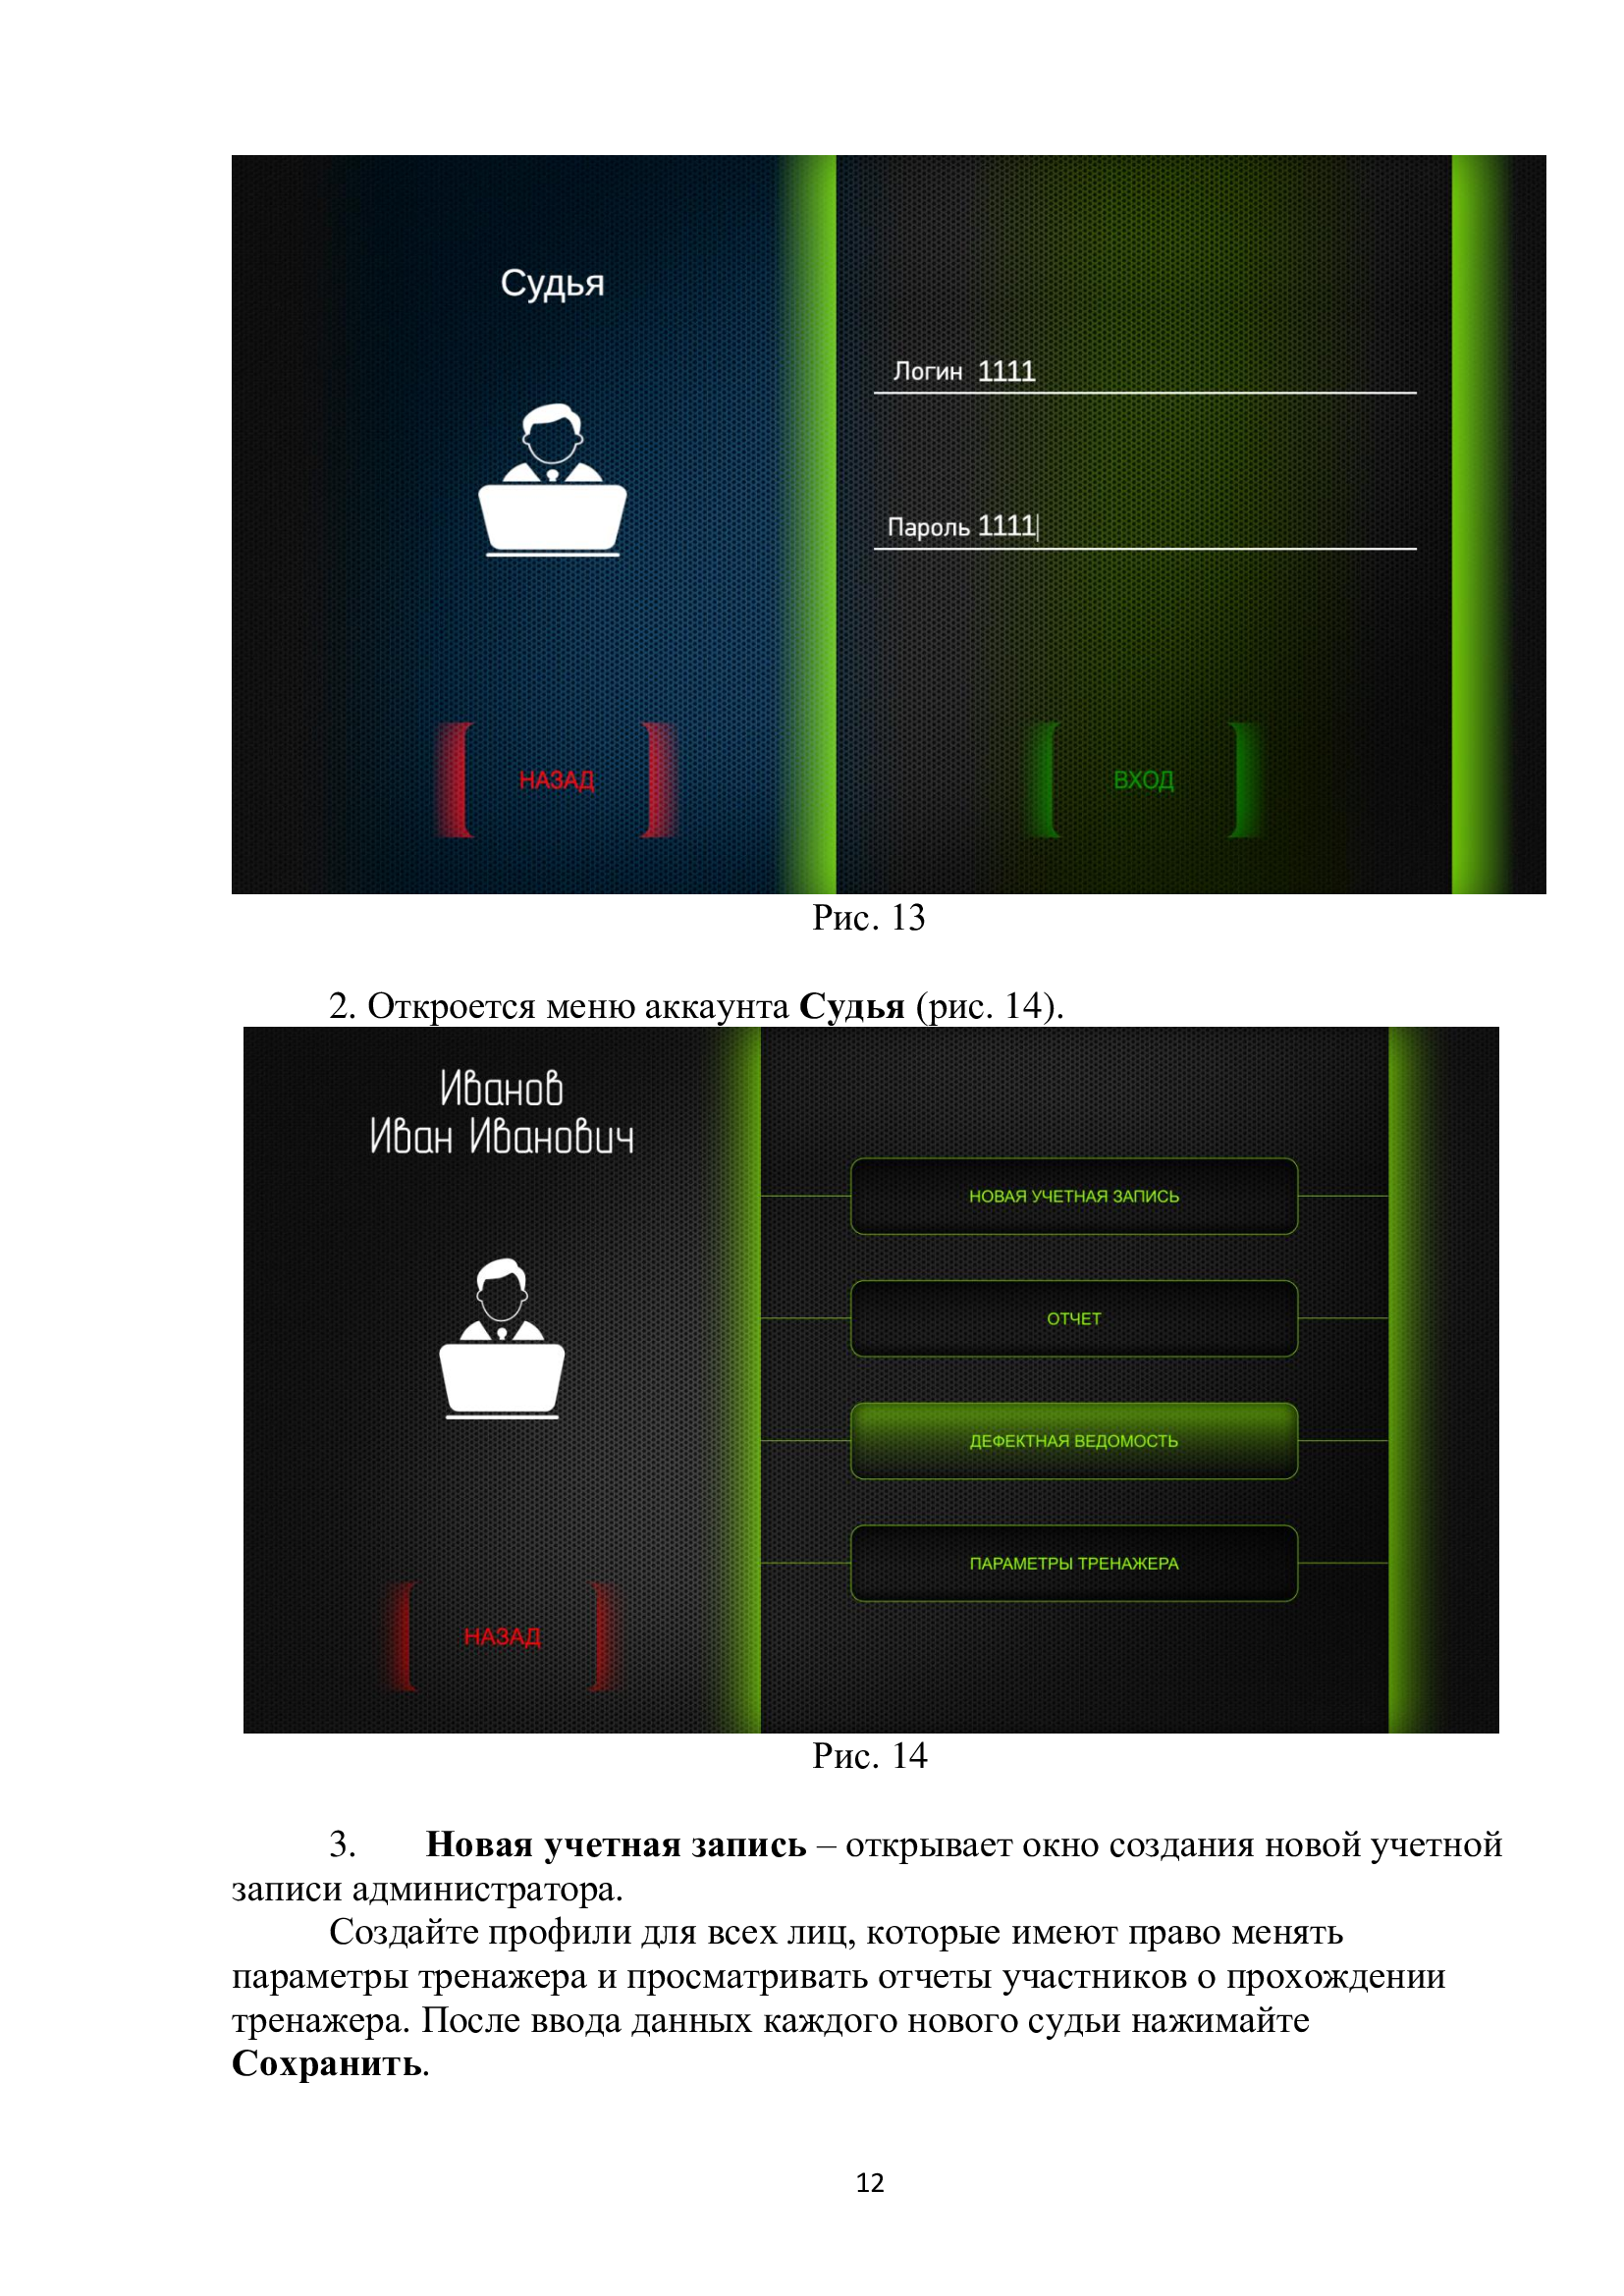 Судья
Логин 1111
Пароль 1111
НАЗАД
ВХОД
Рис. 13
2. Откроется меню аккаунта Судья (рис. 14).
Иванов
Иван Иванович
НОВАЯ УЧЕТНАЯ ЗАПИСЬ
ОТЧЕТ
ДЕФЕКТНАЯ ВЕДОМОСТЬ
ПАРАМЕТРЫ ТРЕНАЖЕРА
НАЗАД
Рис. 14
3. Новая учетная запись – открывает окно создания новой учетной
записи администратора.
Создайте профили для всех лиц, которые имеют право менять
параметры тренажера и просматривать отчеты участников о прохождении
тренажера. После ввода данных каждого нового судьи нажимайте
Сохранить.
12